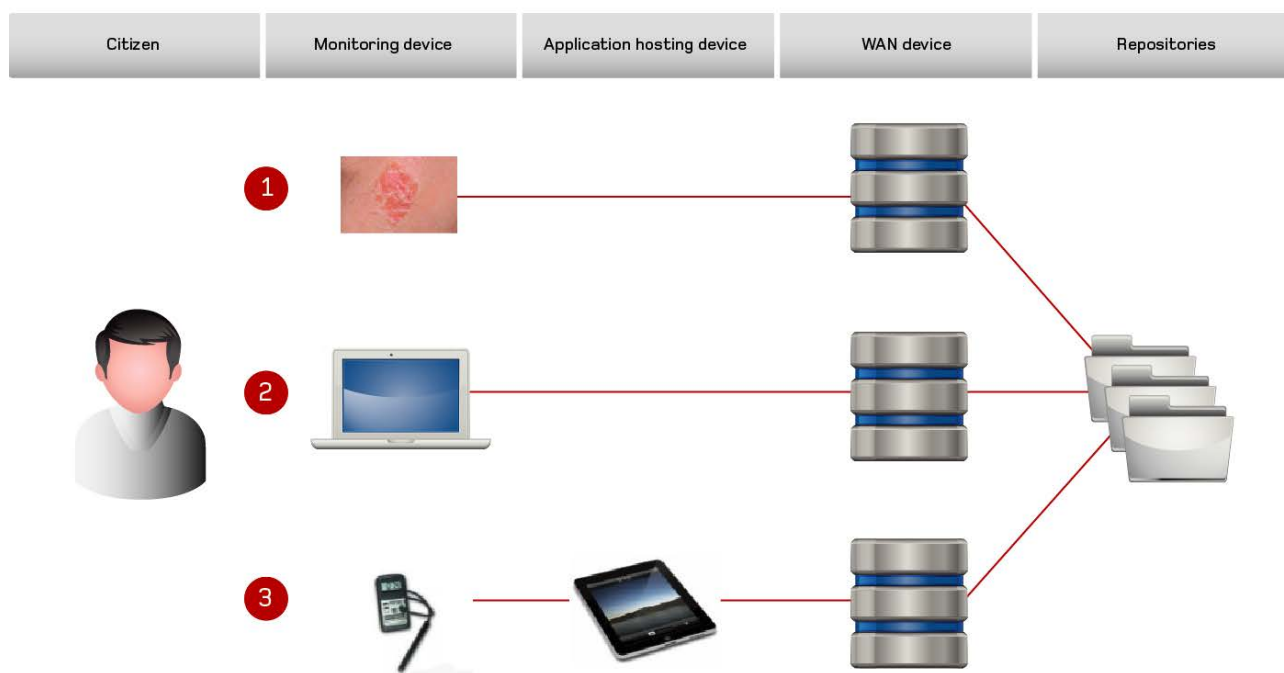 Citizen
Monitoring device
Application hosting device
WAN device
Repositories
1
2
3